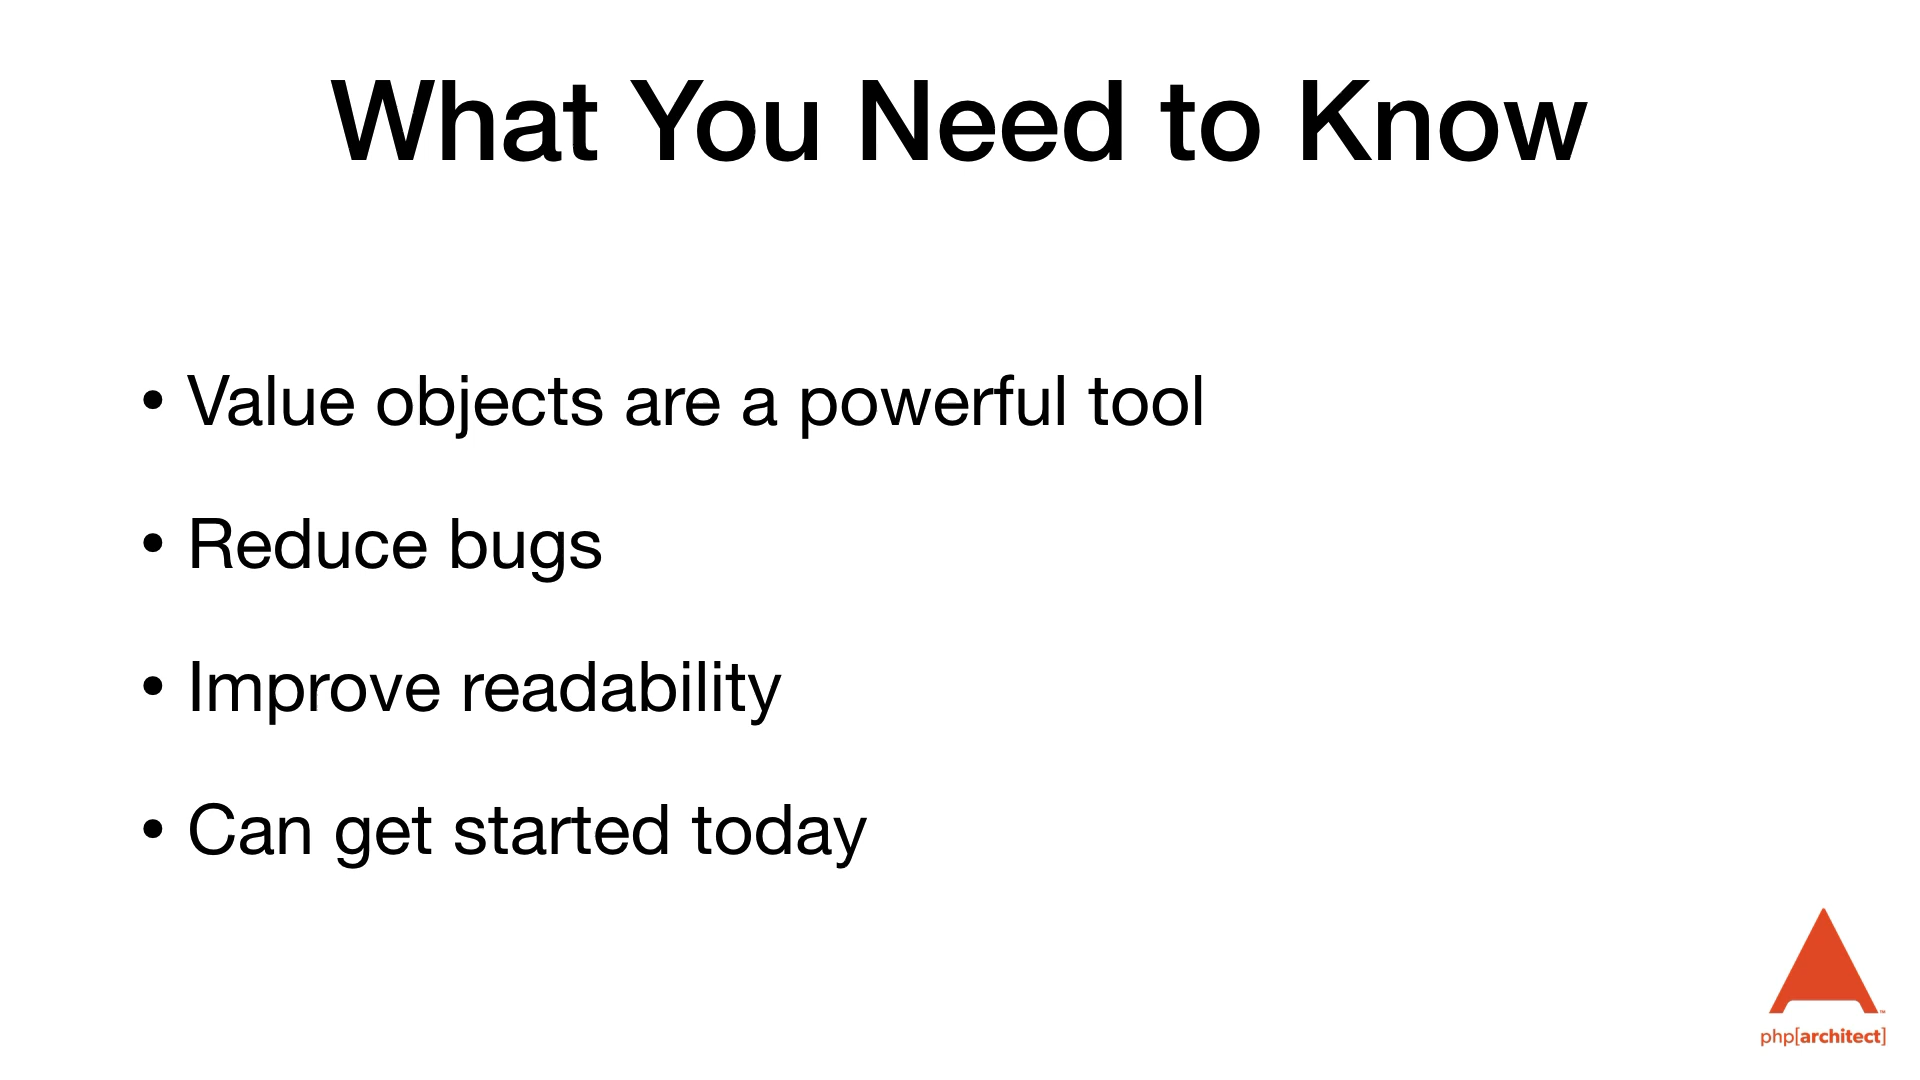 What You Need to Know
• Value objects are a powerful tool
• Reduce bugs
• Improve readability
• Can get started today
php[architect]